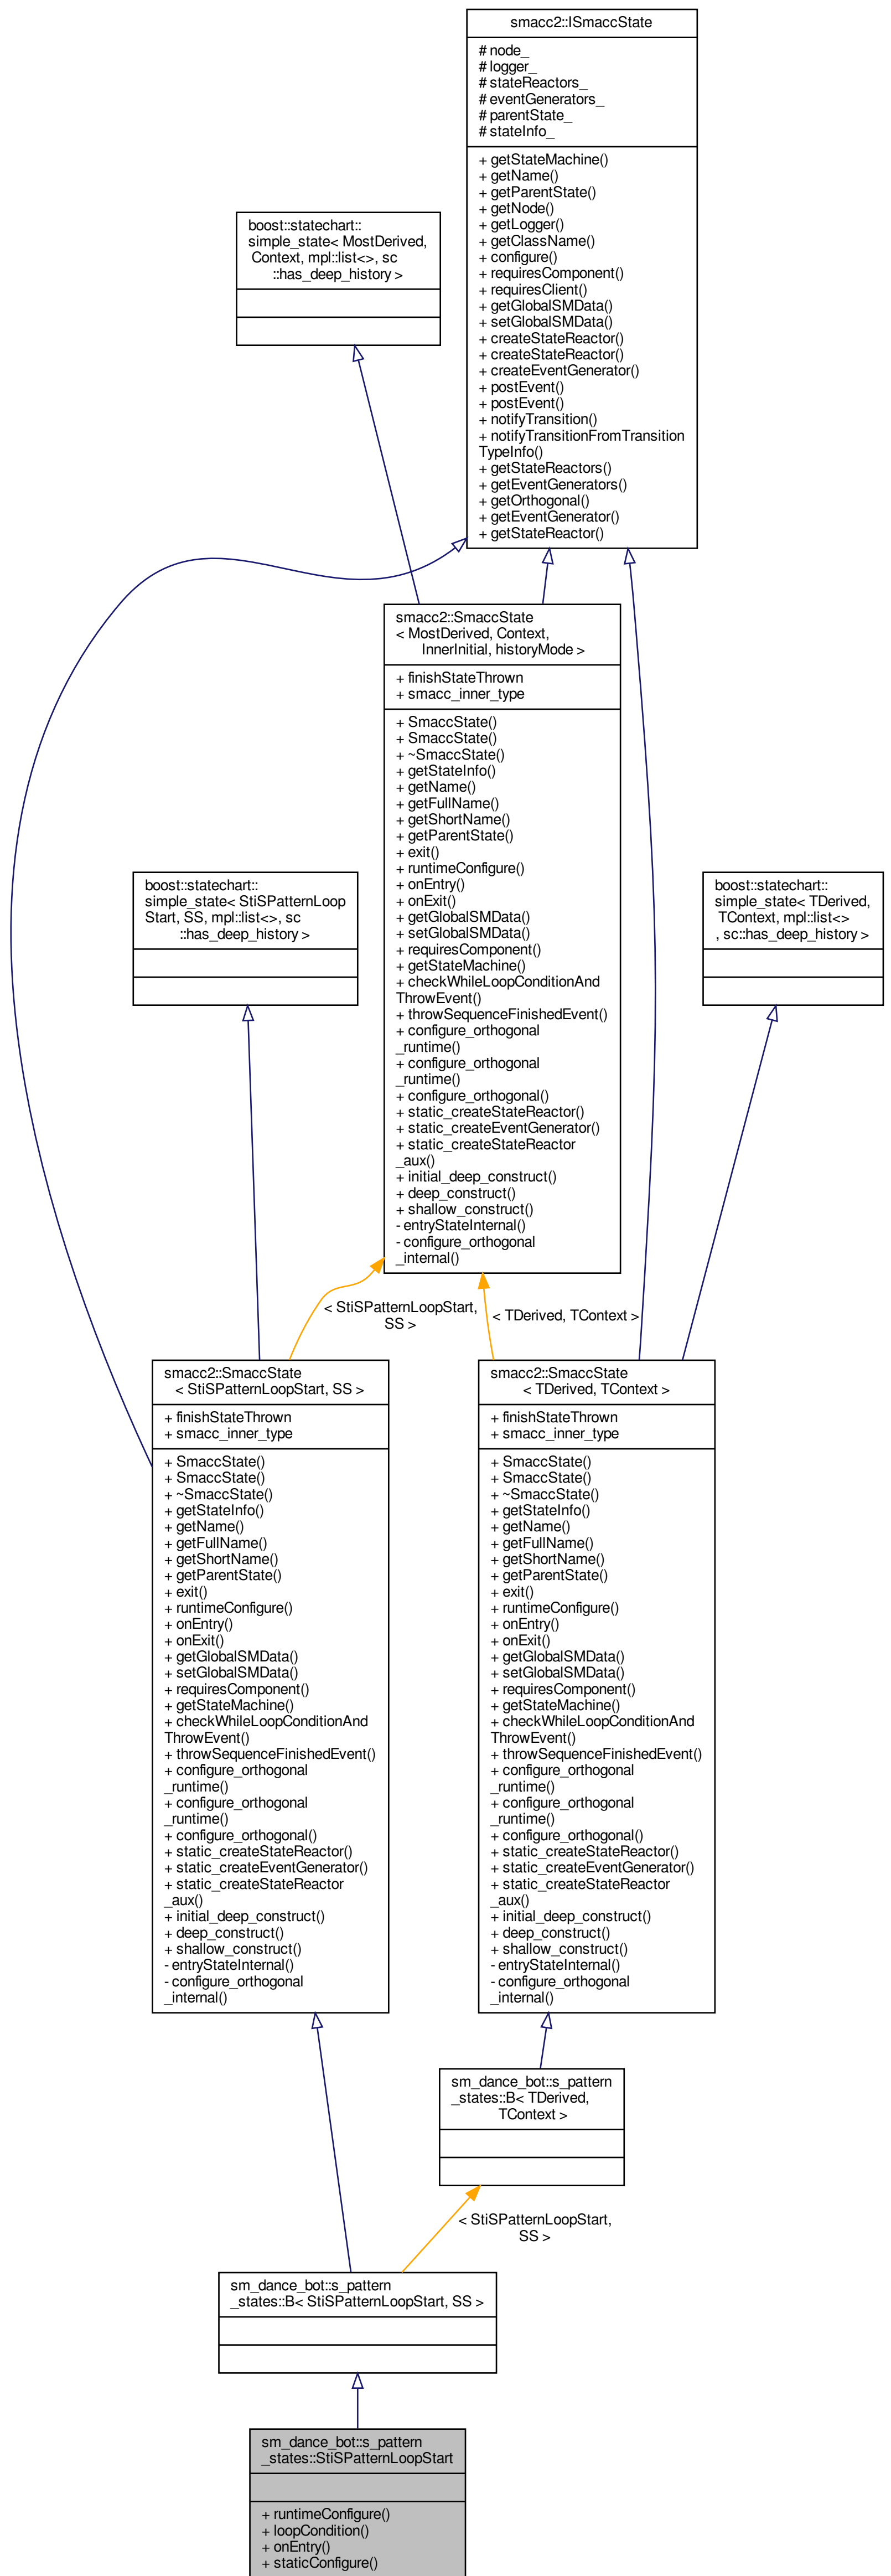 smacc2::ISmaccState
# node_
# logger_
# stateReactors_
# eventGenerators_
# parentState_
# stateInfo_
+ getStateMachine()
+ getName()
+ getParentState()
+ getNode()
+ getLogger()
+ getClassName()
+ configure()
+ requiresComponent()
+ requiresClient()
+ getGlobalSMData()
+ setGlobalSMData()
+ createStateReactor()
+ createStateReactor()
+ createEventGenerator()
+ postEvent()
+ postEvent()
+ notifyTransition()
+ notifyTransitionFromTransition
TypeInfo()
+ getStateReactors()
+ getEventGenerators()
+ getOrthogonal()
+ getEventGenerator()
+ getStateReactor()
boost::statechart::
simple_state< MostDerived,
Context, mpl::list<>, sc
::has_deep_history >
smacc2::SmaccState
< MostDerived, Context,
InnerInitial, historyMode >
+ finishStateThrown
+ smacc_inner_type
+ SmaccState()
+ SmaccState()
+ ~SmaccState()
+ getStateInfo()
+ getName()
+ getFullName()
+ getShortName()
+ getParentState()
+ exit()
+ runtimeConfigure()
+ onEntry()
+ onExit()
+ getGlobalSMData()
+ setGlobalSMData()
+ requiresComponent()
+ getStateMachine()
+ checkWhileLoopConditionAnd
ThrowEvent()
+ throwSequenceFinishedEvent()
+ configure_orthogonal
_runtime()
+ configure_orthogonal
_runtime()
+ configure_orthogonal()
+ static_createStateReactor()
+ static_createEventGenerator()
+ static_createStateReactor
_aux()
+ initial_deep_construct()
+ deep_construct()
+ shallow_construct()
- entryStateInternal()
- configure_orthogonal
_internal()
boost::statechart::
simple_state< StiSPatternLoop
Start, SS, mpl::list<>, sc
::has_deep_history >
boost::statechart::
simple_state< TDerived,
TContext, mpl::list<>
, sc::has_deep_history >
< StiSPatternLoopStart,
SS >
< TDerived, TContext >
smacc2::SmaccState
< StiSPatternLoopStart, SS >
+ finishStateThrown
+ smacc_inner_type
+ SmaccState()
+ SmaccState()
+ ~SmaccState()
+ getStateInfo()
+ getName()
+ getFullName()
+ getShortName()
+ getParentState()
+ exit()
+ runtimeConfigure()
+ onEntry()
+ onExit()
+ getGlobalSMData()
+ setGlobalSMData()
+ requiresComponent()
+ getStateMachine()
+ checkWhileLoopConditionAnd
ThrowEvent()
+ throwSequenceFinishedEvent()
+ configure_orthogonal
_runtime()
+ configure_orthogonal
_runtime()
+ configure_orthogonal()
+ static_createStateReactor()
+ static_createEventGenerator()
+ static_createStateReactor
_aux()
+ initial_deep_construct()
+ deep_construct()
+ shallow_construct()
- entryStateInternal()
- configure_orthogonal
_internal()
smacc2::SmaccState
< TDerived, TContext >
+ finishStateThrown
+ smacc_inner_type
+ SmaccState()
+ SmaccState()
+ ~SmaccState()
+ getStateInfo()
+ getName()
+ getFullName()
+ getShortName()
+ getParentState()
+ exit()
+ runtimeConfigure()
+ onEntry()
+ onExit()
+ getGlobalSMData()
+ setGlobalSMData()
+ requiresComponent()
+ getStateMachine()
+ checkWhileLoopConditionAnd
ThrowEvent()
+ throwSequenceFinishedEvent()
+ configure_orthogonal
_runtime()
+ configure_orthogonal
_runtime()
+ configure_orthogonal()
+ static_createStateReactor()
+ static_createEventGenerator()
+ static_createStateReactor
_aux()
+ initial_deep_construct()
+ deep_construct()
+ shallow_construct()
- entryStateInternal()
- configure_orthogonal
_internal()
sm_dance_bot::s_pattern
_states::B< TDerived,
TContext >
< StiSPatternLoopStart,
SS >
sm_dance_bot::s_pattern
_states::B< StiSPatternLoopStart, SS >
sm_dance_bot::s_pattern
_states::StiSPatternLoopStart
+ runtimeConfigure()
+ loopCondition()
+ onEntry()
+ staticConfigure()